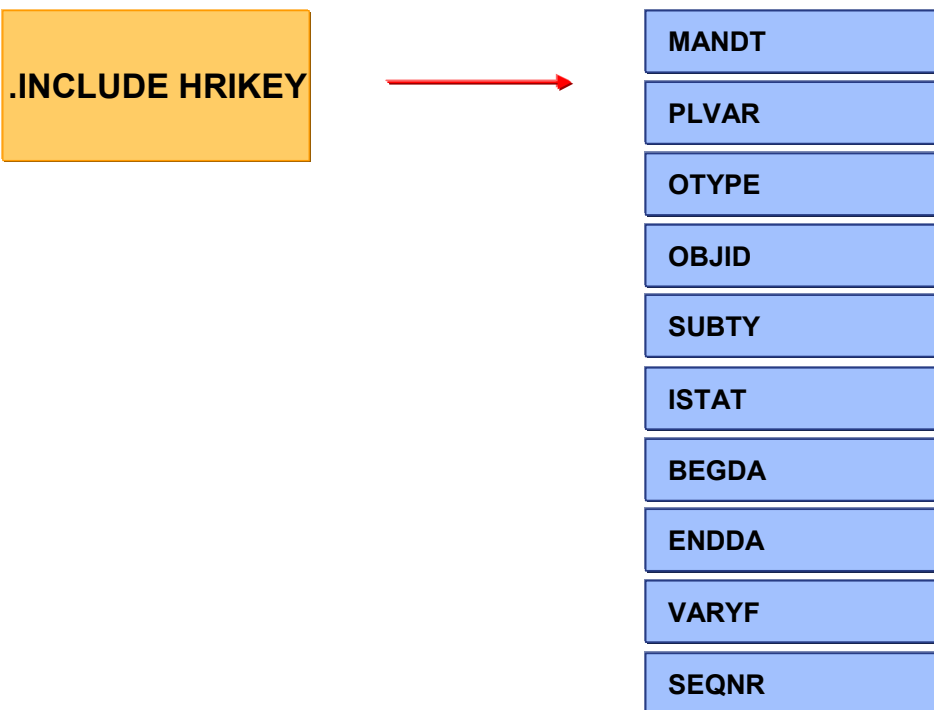 .INCLUDE HRIKEY
MANDT
PLVAR
OTYPE
OBJID
SUBTY
ISTAT
BEGDA
ENDDA
VARYF
SEQNR